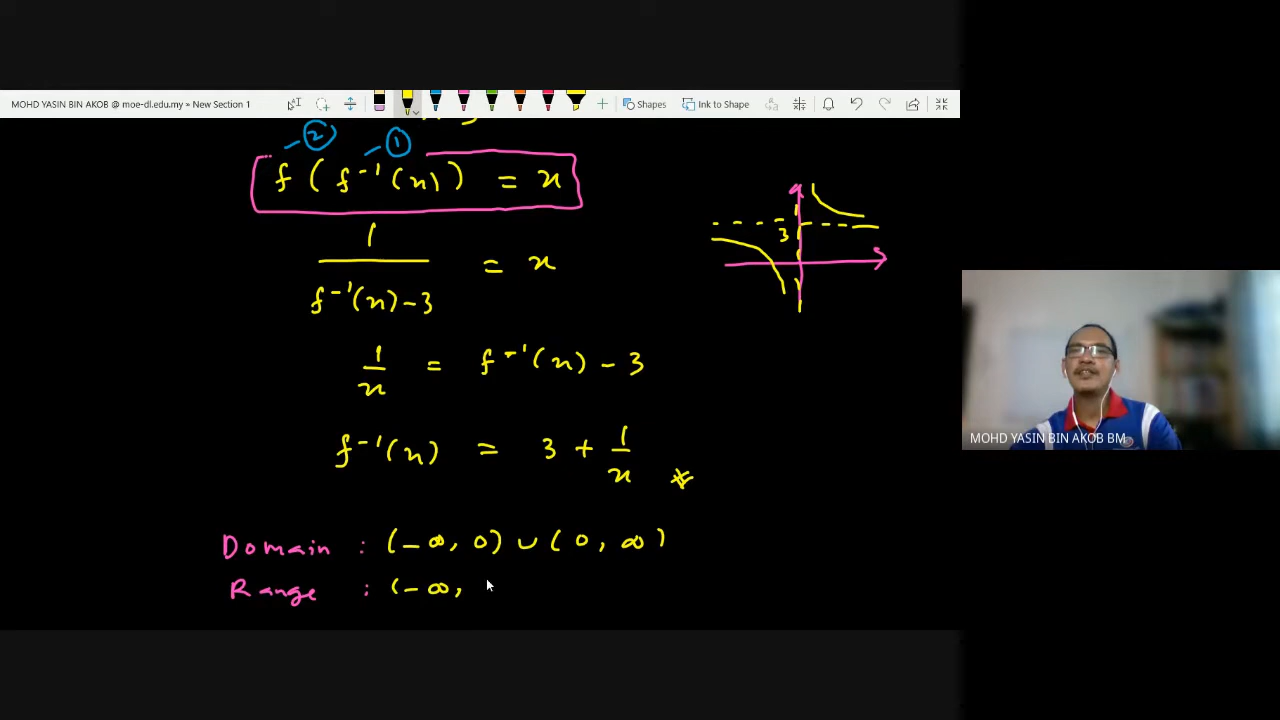 MOHD YASIN BIN AKOB @ moe-dl.edu.my » New Section 1
Shapes
Ink to Shape
② ①
f ( f⁻¹(x) ) = x
1
f⁻¹(x) - 3
= x
3
1/x = f⁻¹(x) - 3
f⁻¹(x) = 3 + 1/x
MOHD YASIN BIN AKOB BM
Domain : (-∞, 0) ∪ (0, ∞)
Range : (-∞,